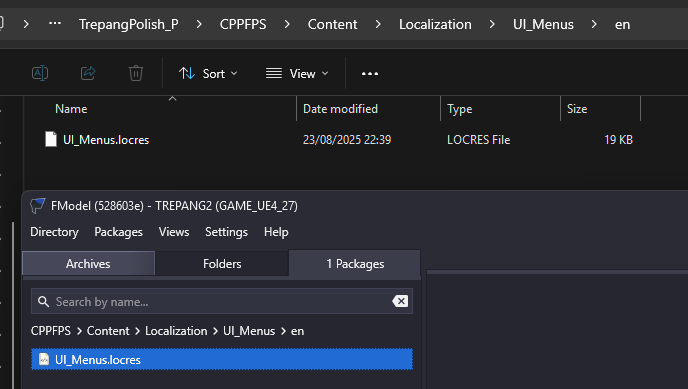 ... TrepangPolish_P > CPPFPS > Content > Localization > UI_Menus > en
Sort View ...
Name Date modified Type Size
UI_Menus.locres 23/08/2025 22:39 LOCRES File 19 KB
FModel (528603e) - TREPANG2 (GAME_UE4_27)
Directory Packages Views Settings Help
Archives Folders 1 Packages
Search by name...
CPPFPS > Content > Localization > UI_Menus > en
UI_Menus.locres